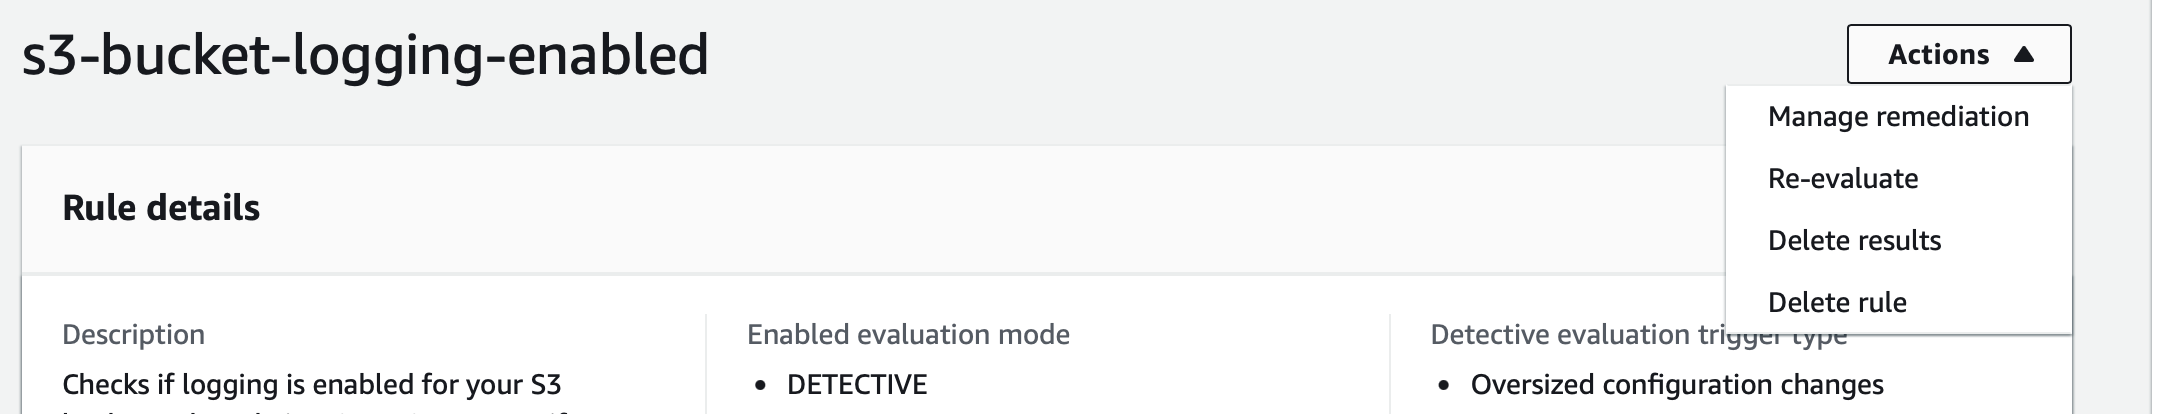 s3-bucket-logging-enabled
Actions
Manage remediation
Re-evaluate
Delete results
Delete rule
Rule details
Description
Checks if logging is enabled for your S3
Enabled evaluation mode
• DETECTIVE
Detective evaluation trigger type
• Oversized configuration changes